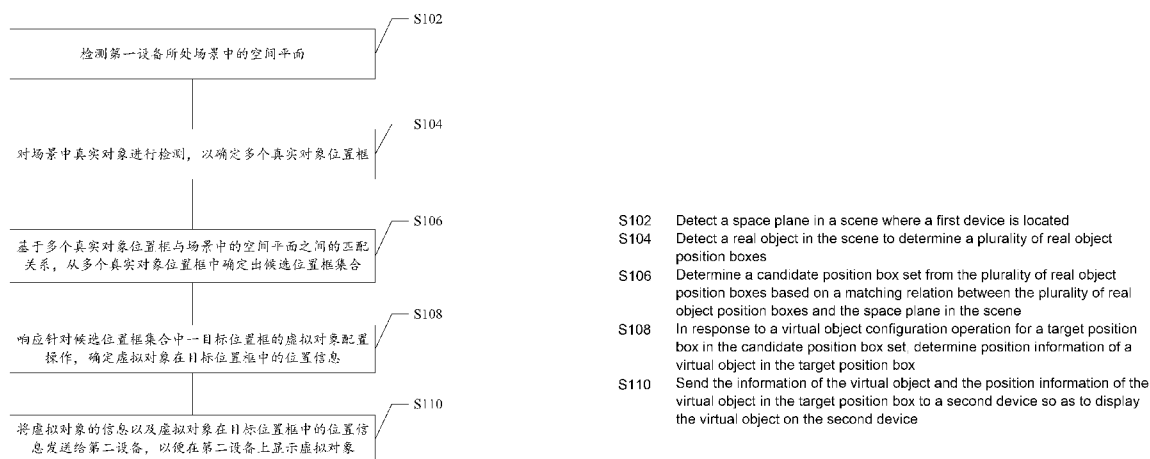 S102
检测第一设备所处场景中的空间平面
S104
对场景中真实对象进行检测，以确定多个真实对象位置框
S106
基于多个真实对象位置框与场景中的空间平面之间的匹配
关系，从多个真实对象位置框中确定出候选位置框集合
S108
响应针对候选位置框集合中一目标位置框的虚拟对象配置
操作，确定虚拟对象在目标位置框中的位置信息
S110
将虚拟对象的信息以及虚拟对象在目标位置框中的位置信
息发送给第二设备，以便在第二设备上显示虚拟对象
S102 Detect a space plane in a scene where a first device is located
S104 Detect a real object in the scene to determine a plurality of real object
position boxes
S106 Determine a candidate position box set from the plurality of real object
position boxes based on a matching relation between the plurality of real
object position boxes and the space plane in the scene
S108 In response to a virtual object configuration operation for a target position
box in the candidate position box set, determine position information of a
virtual object in the target position box
S110 Send the information of the virtual object and the position information of the
virtual object in the target position box to a second device so as to display
the virtual object on the second device